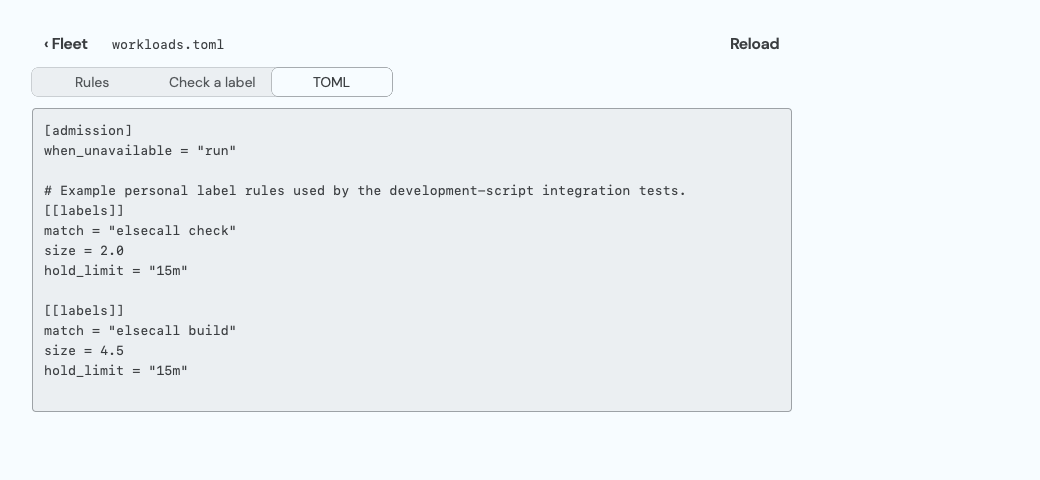 ‹ Fleet workloads.toml Reload
Rules Check a label TOML
[admission]
when_unavailable = "run"
# Example personal label rules used by the development-script integration tests.
[[labels]]
match = "elsecall check"
size = 2.0
hold_limit = "15m"
[[labels]]
match = "elsecall build"
size = 4.5
hold_limit = "15m"